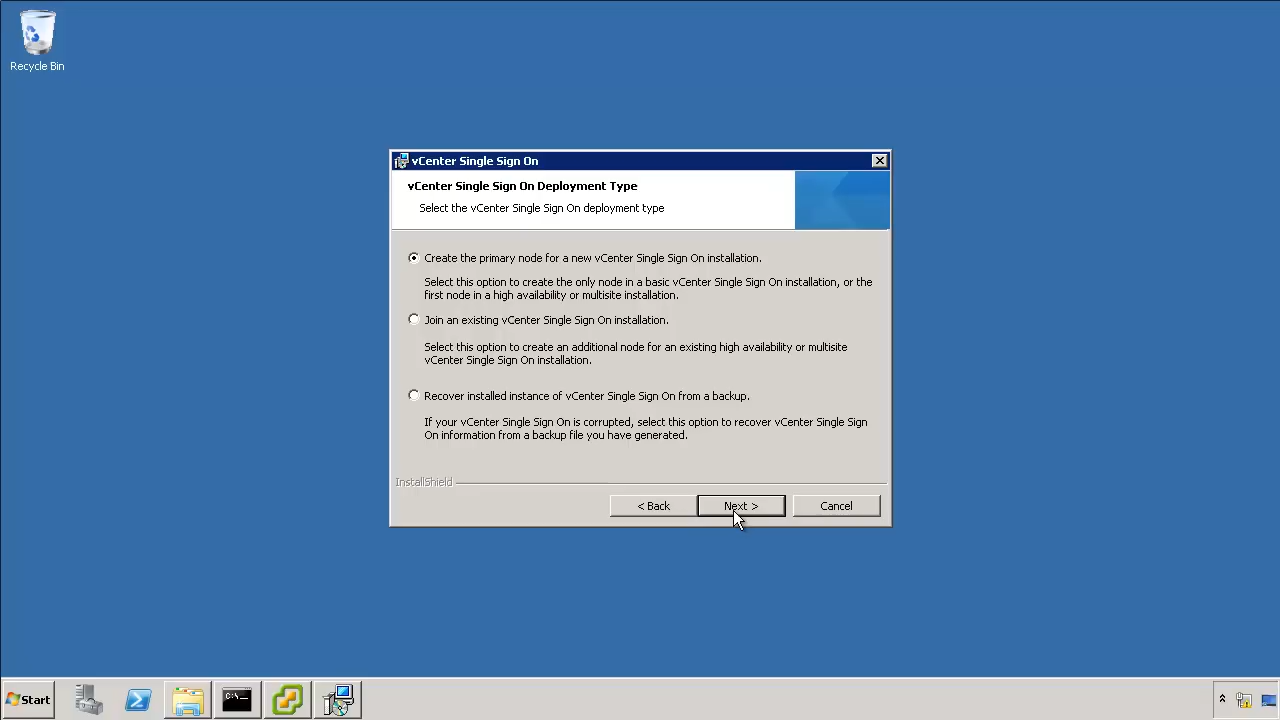 Recycle Bin
vCenter Single Sign On
vCenter Single Sign On Deployment Type
Select the vCenter Single Sign On deployment type
Create the primary node for a new vCenter Single Sign On installation.
Select this option to create the only node in a basic vCenter Single Sign On installation, or the
first node in a high availability or multisite installation.
Join an existing vCenter Single Sign On installation.
Select this option to create an additional node for an existing high availability or multisite
vCenter Single Sign On installation.
Recover installed instance of vCenter Single Sign On from a backup.
If your vCenter Single Sign On is corrupted, select this option to recover vCenter Single Sign
On information from a backup file you have generated.
InstallShield
< Back
Next >
Cancel
Start
C:\